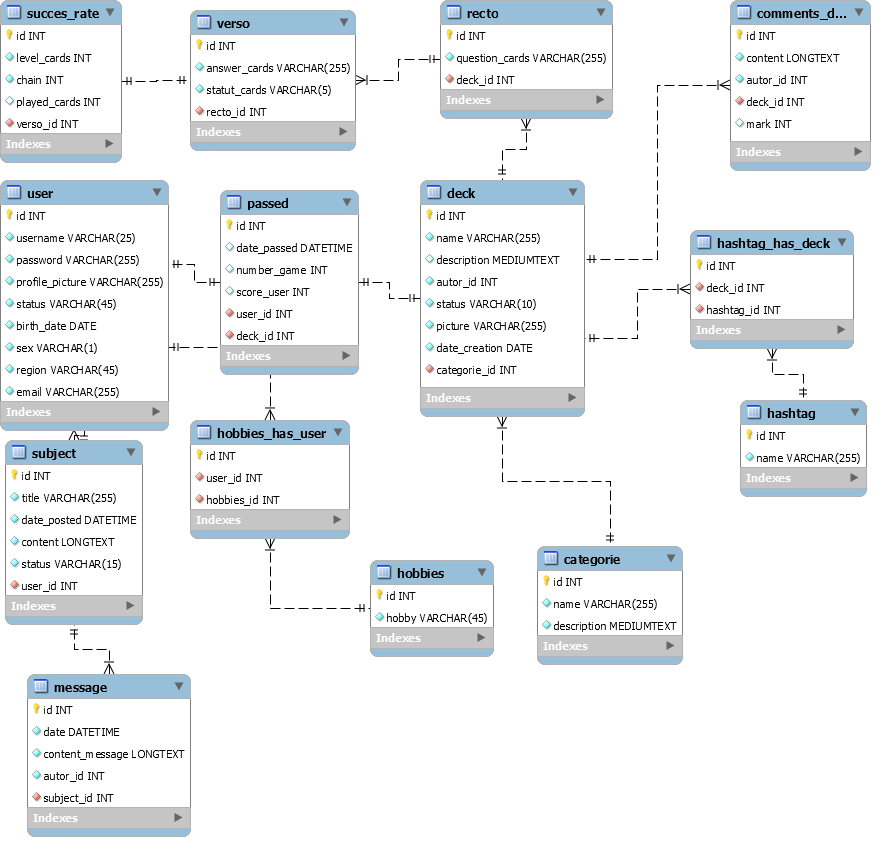 succes_rate
id INT
level_cards INT
chain INT
played_cards INT
verso_id INT
Indexes
verso
id INT
answer_cards VARCHAR(255)
statut_cards VARCHAR(5)
recto_id INT
Indexes
recto
id INT
question_cards VARCHAR(255)
deck_id INT
Indexes
comments_d...
id INT
content LONGTEXT
autor_id INT
deck_id INT
mark INT
Indexes
user
id INT
username VARCHAR(25)
password VARCHAR(255)
profile_picture VARCHAR(255)
status VARCHAR(45)
birth_date DATE
sex VARCHAR(1)
region VARCHAR(45)
email VARCHAR(255)
Indexes
passed
id INT
date_passed DATETIME
number_game INT
score_user INT
user_id INT
deck_id INT
Indexes
deck
id INT
name VARCHAR(255)
description MEDIUMTEXT
autor_id INT
status VARCHAR(10)
picture VARCHAR(255)
date_creation DATE
categorie_id INT
Indexes
hashtag_has_deck
id INT
deck_id INT
hashtag_id INT
Indexes
hashtag
id INT
name VARCHAR(255)
Indexes
subject
id INT
title VARCHAR(255)
date_posted DATETIME
content LONGTEXT
status VARCHAR(15)
user_id INT
Indexes
hobbies_has_user
id INT
user_id INT
hobbies_id INT
Indexes
hobbies
id INT
hobby VARCHAR(45)
Indexes
categorie
id INT
name VARCHAR(255)
description MEDIUMTEXT
Indexes
message
id INT
date DATETIME
content_message LONGTEXT
autor_id INT
subject_id INT
Indexes